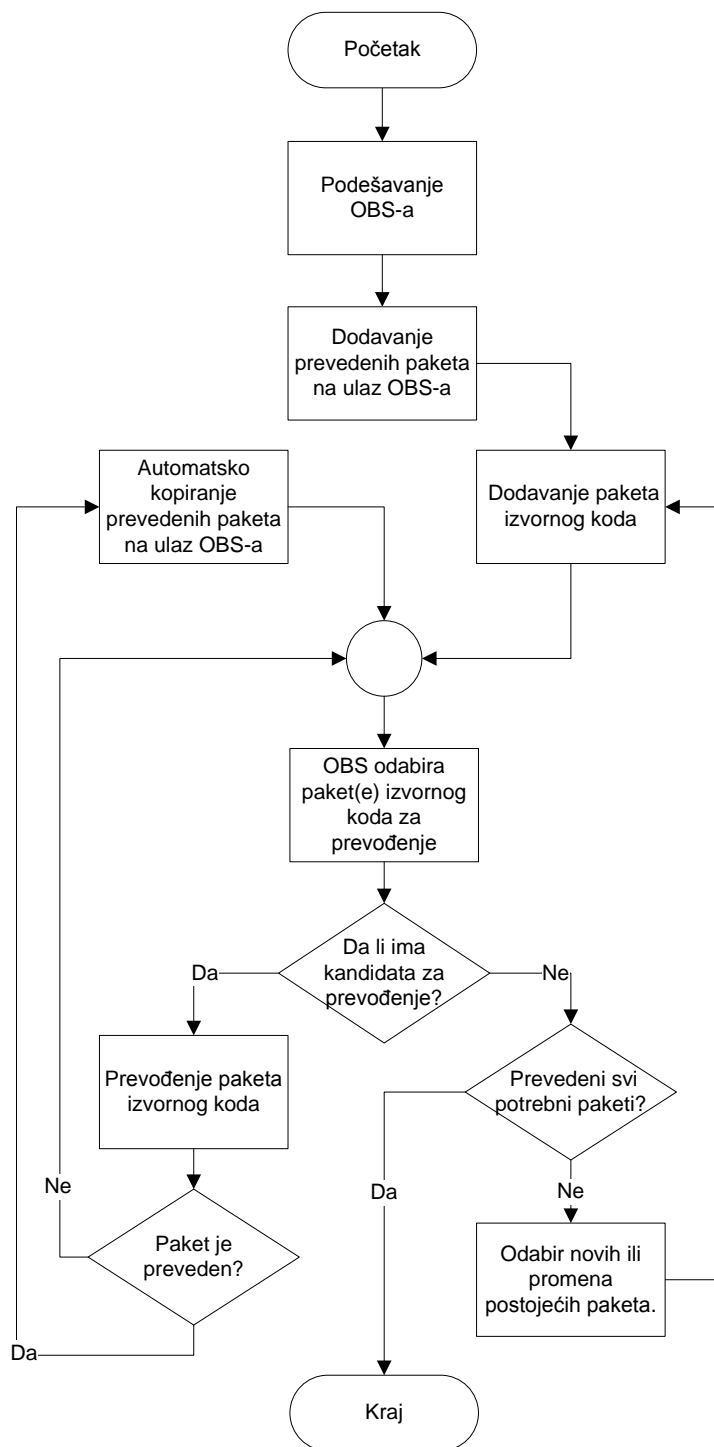 Početak
Podešavanje
OBS-a
Dodavanje
prevedenih paketa
na ulaz OBS-a
Automatsko
kopiranje
prevedenih paketa
na ulaz OBS-a
Dodavanje paketa
izvornog koda
OBS odabira
paket(e) izvornog
koda za
prevođenje
Da li ima
kandidata za
prevođenje?
Da
Ne
Prevođenje paketa
izvornog koda
Prevedeni svi
potrebni paketi?
Ne
Da
Ne
Paket je
preveden?
Odabir novih ili
promena
postojećih paketa.
Da
Kraj